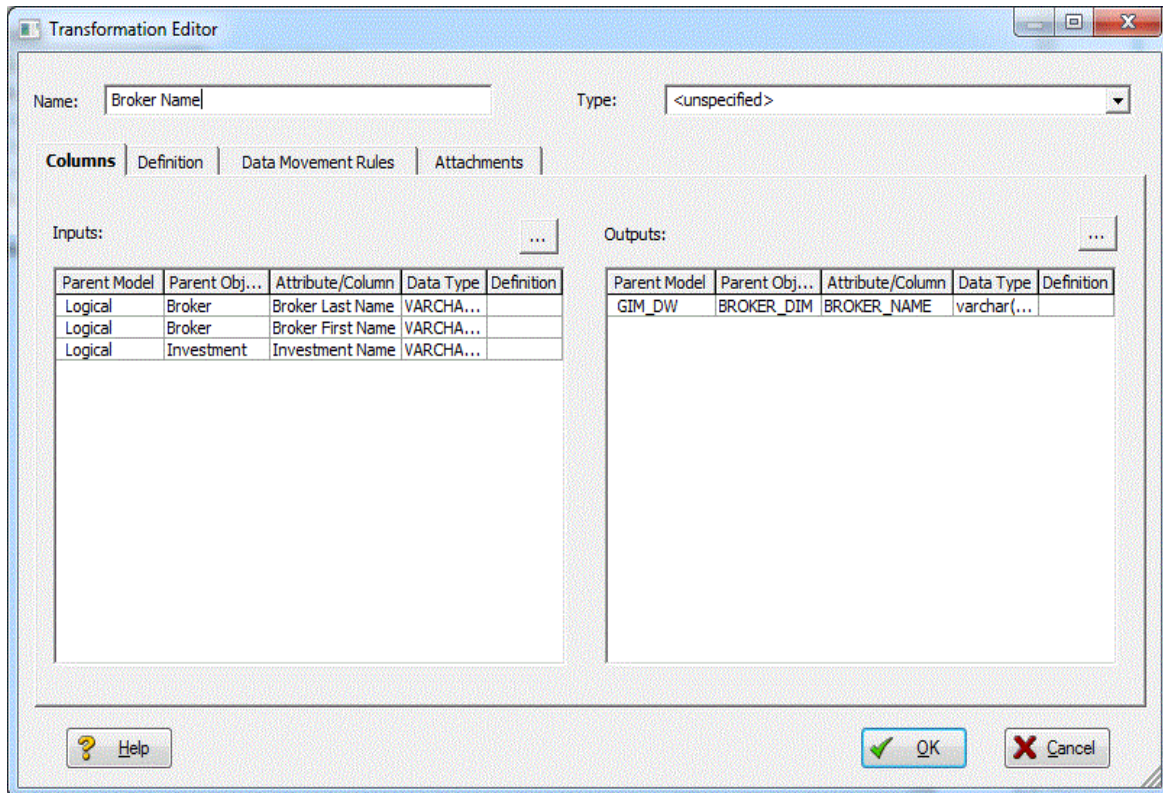 Transformation Editor
Name: Broker Name Type: <unspecified>
Columns Definition Data Movement Rules Attachments
Inputs: ... Outputs: ...
Parent Model Parent Obj... Attribute/Column Data Type Definition
Logical Broker Broker Last Name VARCHA...
Logical Broker Broker First Name VARCHA...
Logical Investment Investment Name VARCHA...
Parent Model Parent Obj... Attribute/Column Data Type Definition
GIM_DW BROKER_DIM BROKER_NAME varchar(...
Help OK Cancel